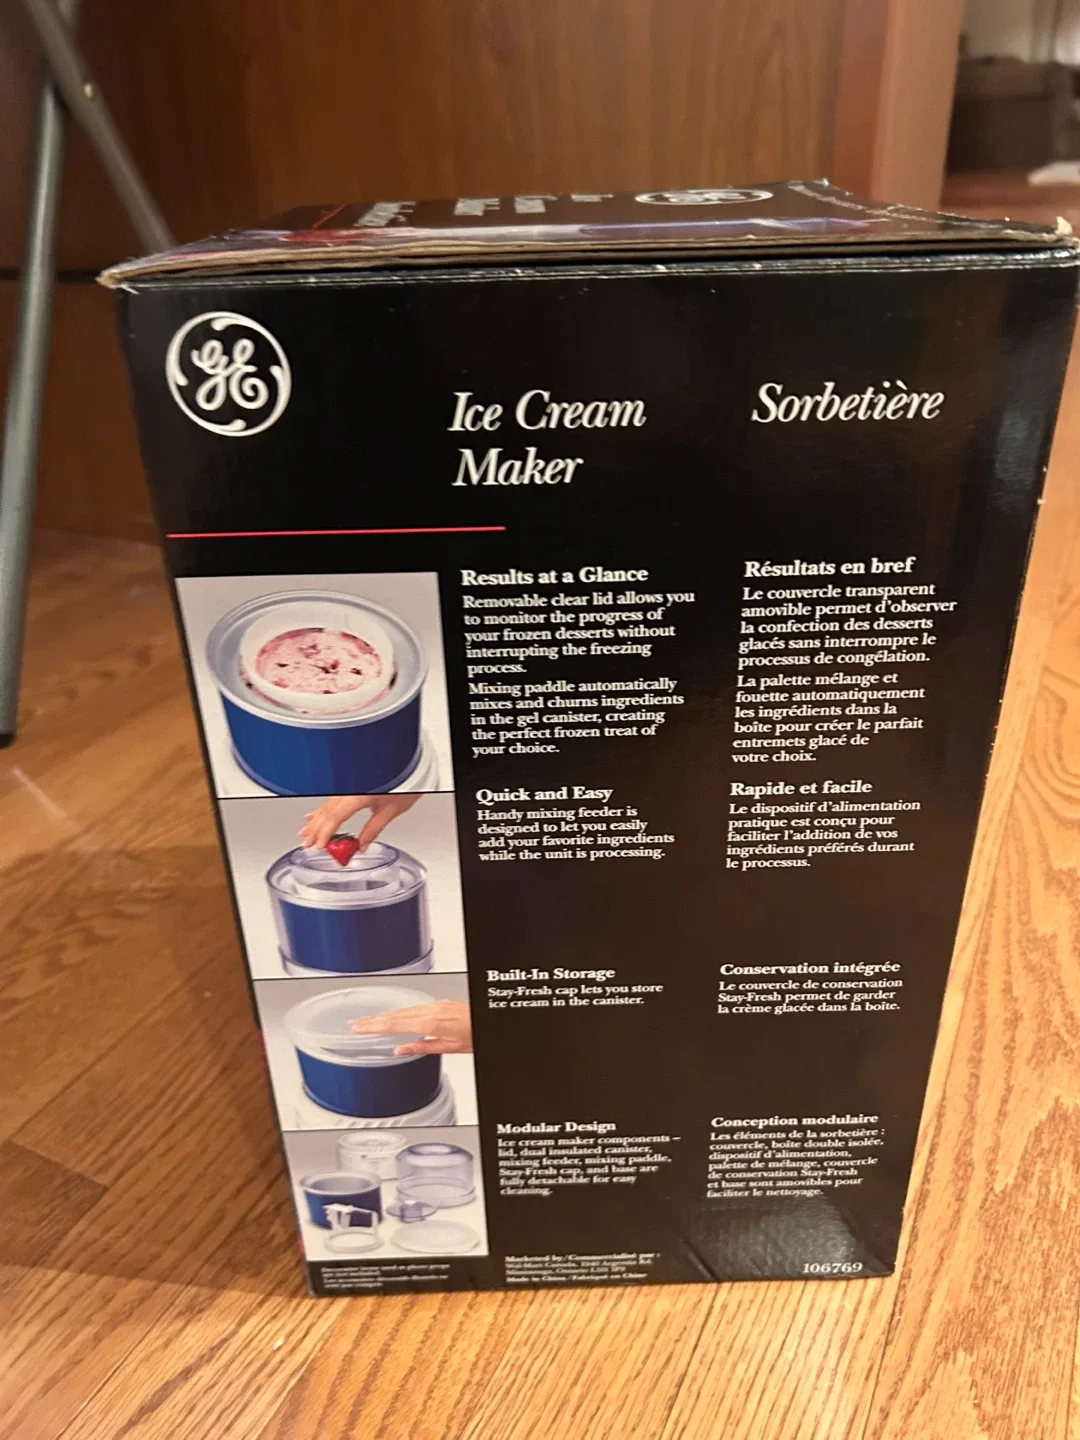 GE
Ice Cream
Maker
Sorbetière
Results at a Glance
Removable clear lid allows you
to monitor the progress of
your frozen desserts without
interrupting the freezing
process.
Mixing paddle automatically
mixes and churns ingredients
in the gel canister, creating
the perfect frozen treat of
your choice.
Résultats en bref
Le couvercle transparent
amovible permet d'observer
la confection des desserts
glacés sans interrompre le
processus de congélation.
La palette mélange et
fouette automatiquement
les ingrédients dans la
boîte pour créer le parfait
entremets glacé de
votre choix.
Quick and Easy
Handy mixing feeder is
designed to let you easily
add your favorite ingredients
while the unit is processing.
Rapide et facile
Le dispositif d'alimentation
pratique est conçu pour
faciliter l'addition de vos
ingrédients préférés durant
le processus.
Built-In Storage
Stay-Fresh cap lets you store
ice cream in the canister.
Conservation intégrée
Le couvercle de conservation
Stay-Fresh permet de garder
la crème glacée dans la boîte.
Modular Design
Ice cream maker components –
lid, dual insulated canister,
mixing feeder, mixing paddle,
Stay-Fresh cap, and base are
fully detachable for easy
cleaning.
Conception modulaire
Les éléments de la sorbetière :
couvercle, boîte double isolée,
dispositif d'alimentation,
palette de mélange, couvercle
de conservation Stay-Fresh
et base sont amovibles pour
faciliter le nettoyage.
Marketed by / Commercialisé par :
Wal-Mart Canada, 1940 Argentia Rd.
Mississauga, Ontario L5N 1P9
Made in China / Fabriqué en Chine
106769